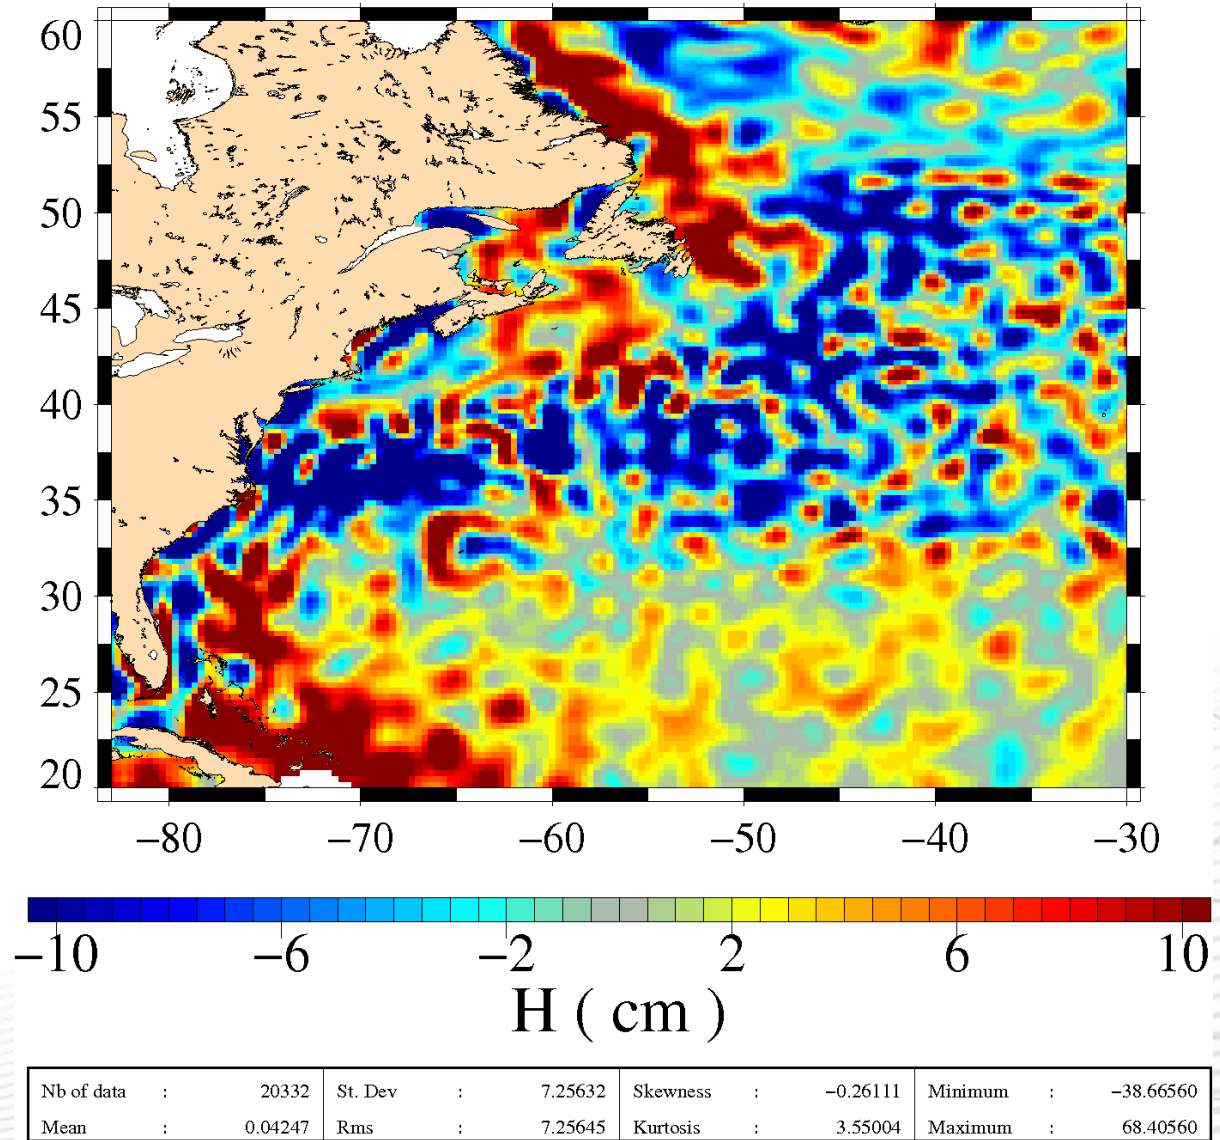 60
55
50
45
40
35
30
25
20
−80 −70 −60 −50 −40 −30
−10 −6 −2 2 6 10
H ( cm )
Nb of data : 20332 St. Dev : 7.25632 Skewness : −0.26111 Minimum : −38.66560
Mean : 0.04247 Rms : 7.25645 Kurtosis : 3.55004 Maximum : 68.40560